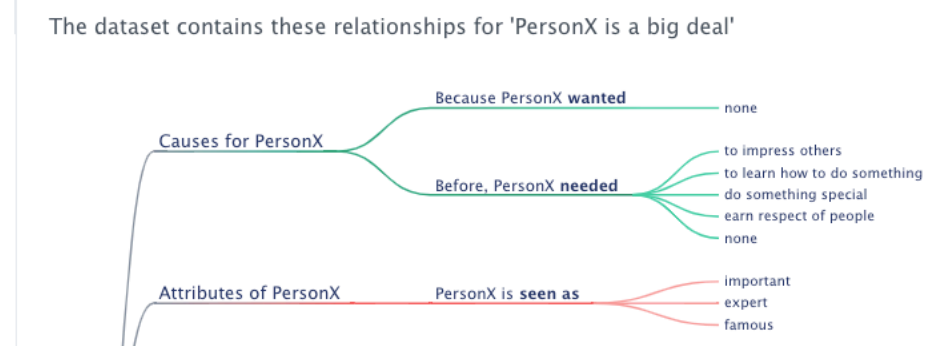 The dataset contains these relationships for 'PersonX is a big deal'
Because PersonX wanted
none
Causes for PersonX
to impress others
to learn how to do something
Before, PersonX needed
do something special
earn respect of people
none
important
Attributes of PersonX
PersonX is seen as
expert
famous